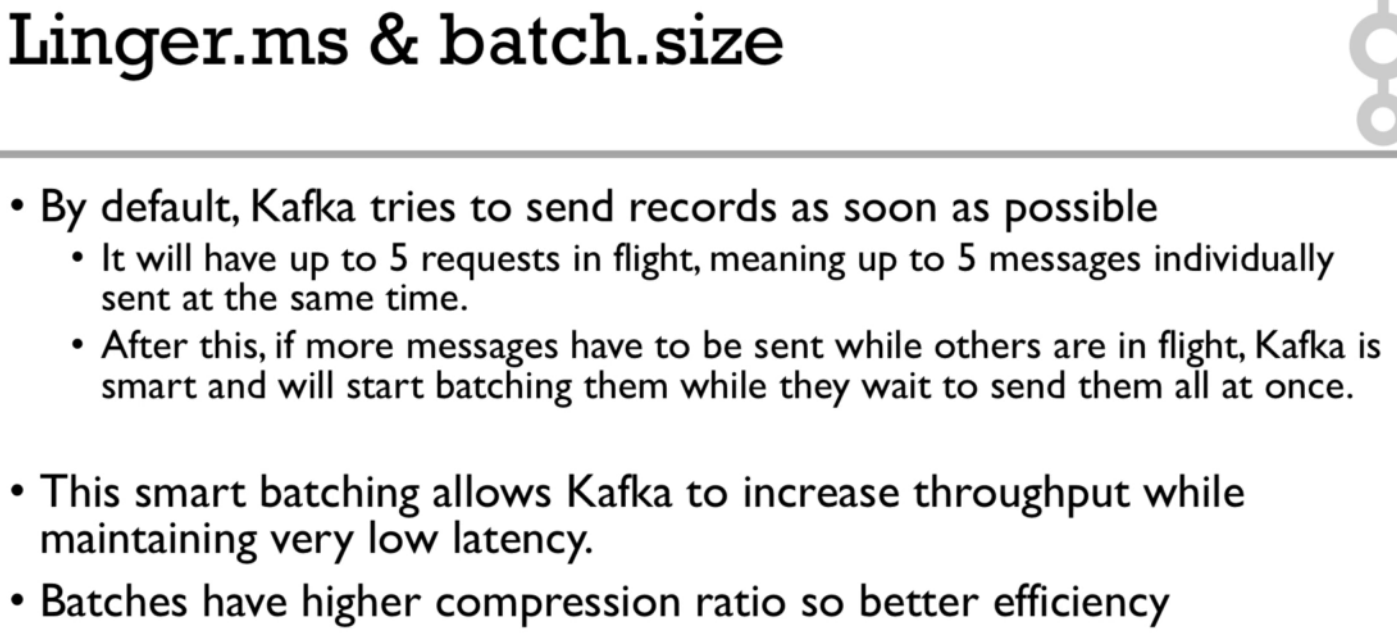 Linger.ms & batch.size
• By default, Kafka tries to send records as soon as possible
• It will have up to 5 requests in flight, meaning up to 5 messages individually
sent at the same time.
• After this, if more messages have to be sent while others are in flight, Kafka is
smart and will start batching them while they wait to send them all at once.
• This smart batching allows Kafka to increase throughput while
maintaining very low latency.
• Batches have higher compression ratio so better efficiency